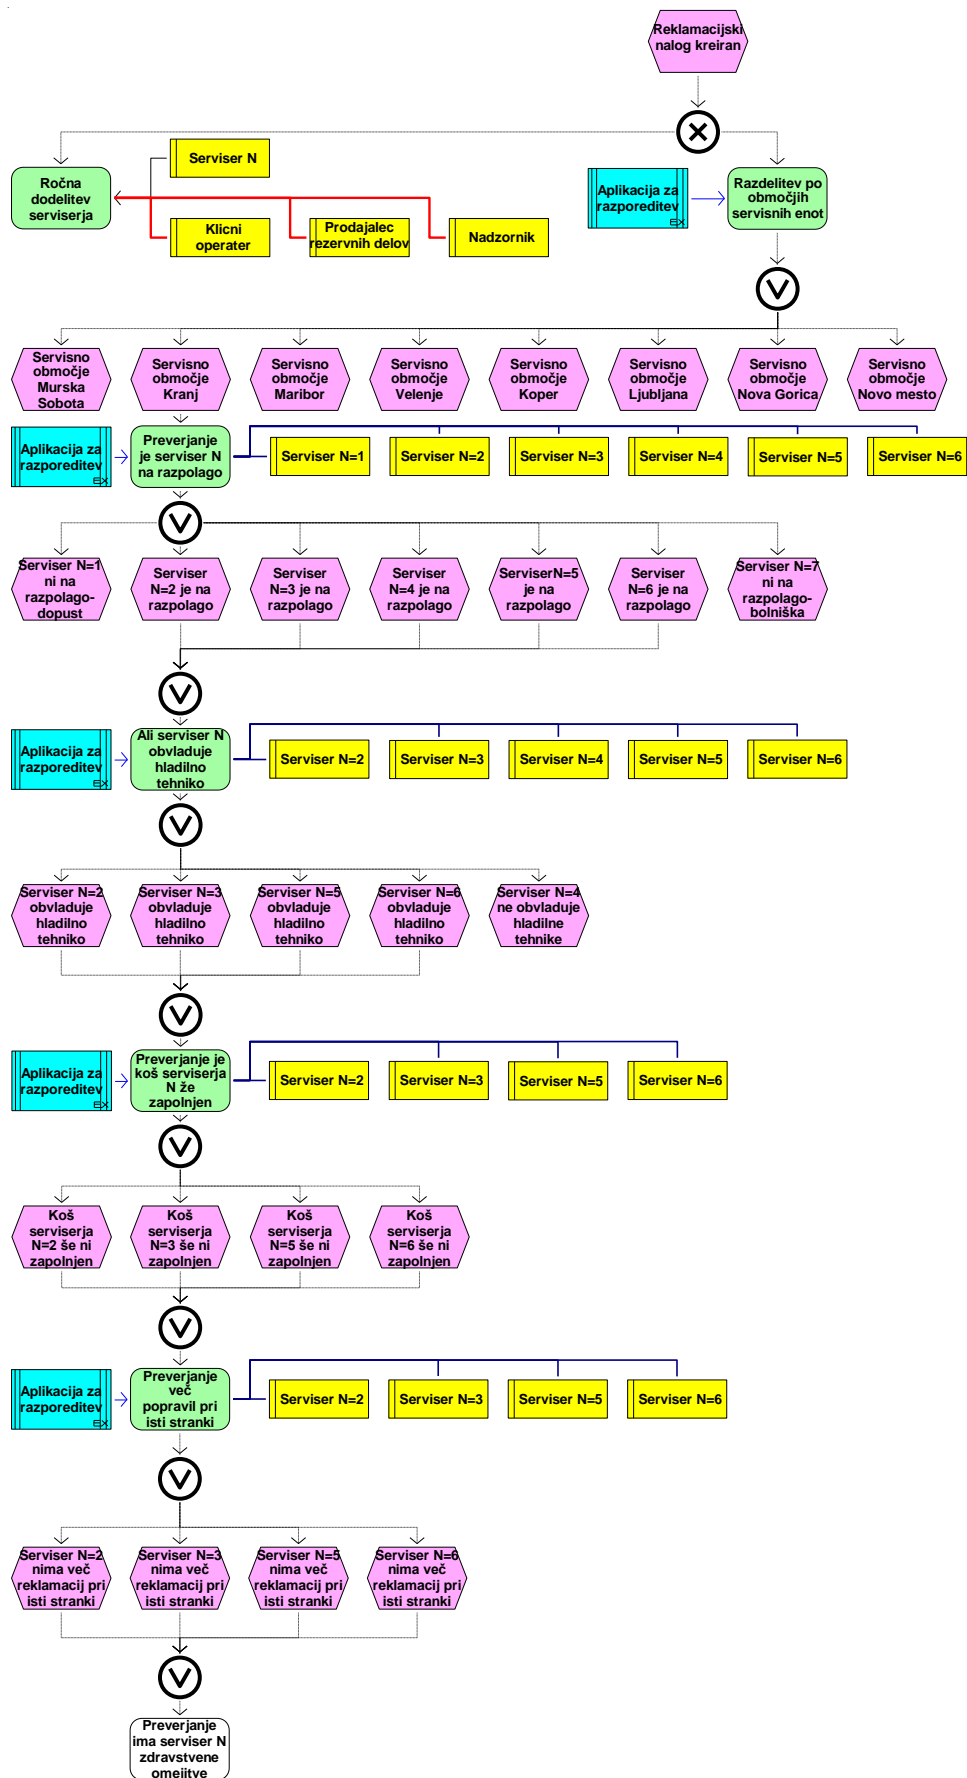 Reklamacijski
nalog kreiran
Ročna
dodelitev
serviserja
Serviser N
Klicni
operater
Prodajalec
rezervnih delov
Nadzornik
Aplikacija za
razporeditev
Razdelitev po
območjih
servisnih enot
Servisno
območje
Murska
Sobota
Servisno
območje
Kranj
Servisno
območje
Maribor
Servisno
območje
Velenje
Servisno
območje
Koper
Servisno
območje
Ljubljana
Servisno
območje
Nova Gorica
Servisno
območje
Novo mesto
Aplikacija za
razporeditev
Preverjanje
je serviser N
na razpolago
Serviser N=1
Serviser N=2
Serviser N=3
Serviser N=4
Serviser N=5
Serviser N=6
Serviser N=1
ni na
razpolago-
dopust
Serviser
N=2 je na
razpolago
Serviser
N=3 je na
razpolago
Serviser
N=4 je na
razpolago
ServiserN=5
je na
razpolago
Serviser
N=6 je na
razpolago
Serviser N=7
ni na
razpolago-
bolniška
Aplikacija za
razporeditev
Ali serviser N
obvladuje
hladilno
tehniko
Serviser N=2
Serviser N=3
Serviser N=4
Serviser N=5
Serviser N=6
Serviser N=2
obvladuje
hladilno
tehniko
Serviser N=3
obvladuje
hladilno
tehniko
Serviser N=5
obvladuje
hladilno
tehniko
Serviser N=6
obvladuje
hladilno
tehniko
Serviser N=4
ne obvladuje
hladilne
tehnike
Aplikacija za
razporeditev
Preverjanje je
koš serviserja
N že
zapolnjen
Serviser N=2
Serviser N=3
Serviser N=5
Serviser N=6
Koš
serviserja
N=2 še ni
zapolnjen
Koš
serviserja
N=3 še ni
zapolnjen
Koš
serviserja
N=5 še ni
zapolnjen
Koš
serviserja
N=6 še ni
zapolnjen
Aplikacija za
razporeditev
Preverjanje
več
popravil pri
isti stranki
Serviser N=2
Serviser N=3
Serviser N=5
Serviser N=6
Serviser N=2
nima več
reklamacij pri
isti stranki
Serviser N=3
nima več
reklamacij pri
isti stranki
Serviser N=5
nima več
reklamacij pri
isti stranki
Serviser N=6
nima več
reklamacij pri
isti stranki
Preverjanje
ima serviser N
zdravstvene
omejitve